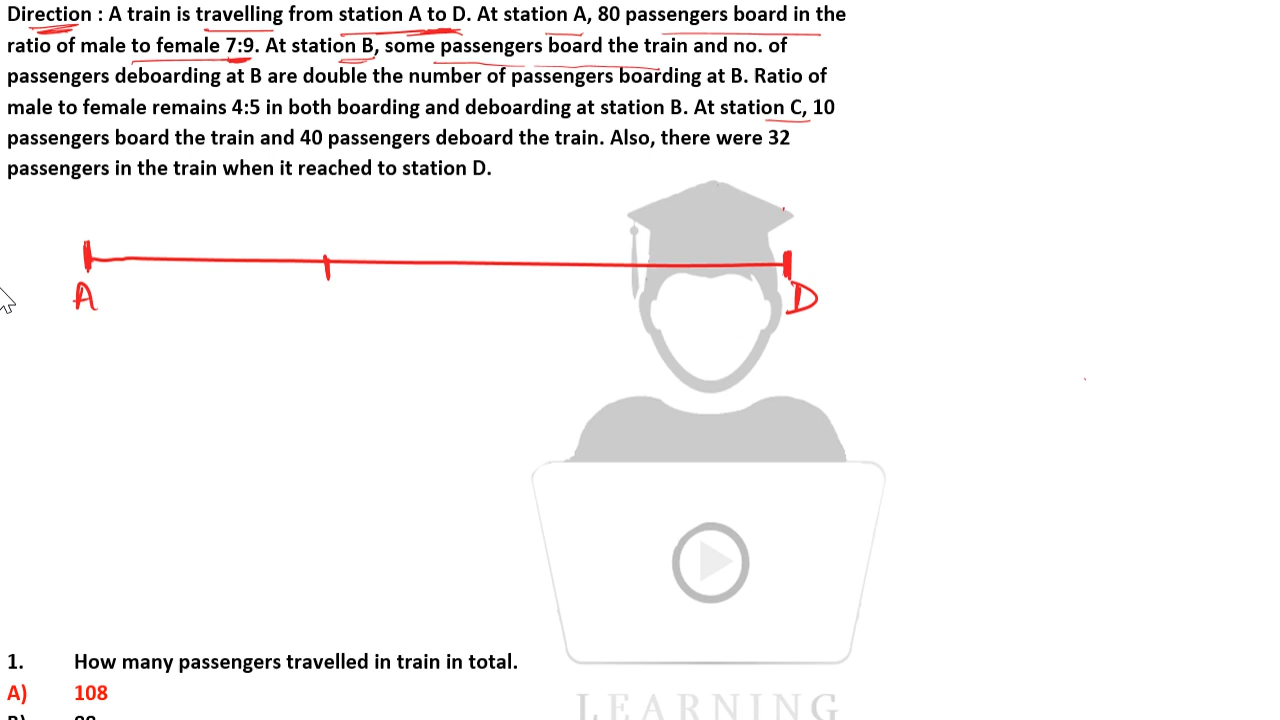 Direction : A train is travelling from station A to D. At station A, 80 passengers board in the
ratio of male to female 7:9. At station B, some passengers board the train and no. of
passengers deboarding at B are double the number of passengers boarding at B. Ratio of
male to female remains 4:5 in both boarding and deboarding at station B. At station C, 10
passengers board the train and 40 passengers deboard the train. Also, there were 32
passengers in the train when it reached to station D.
A D
1. How many passengers travelled in train in total.
A) 108
LEARNING